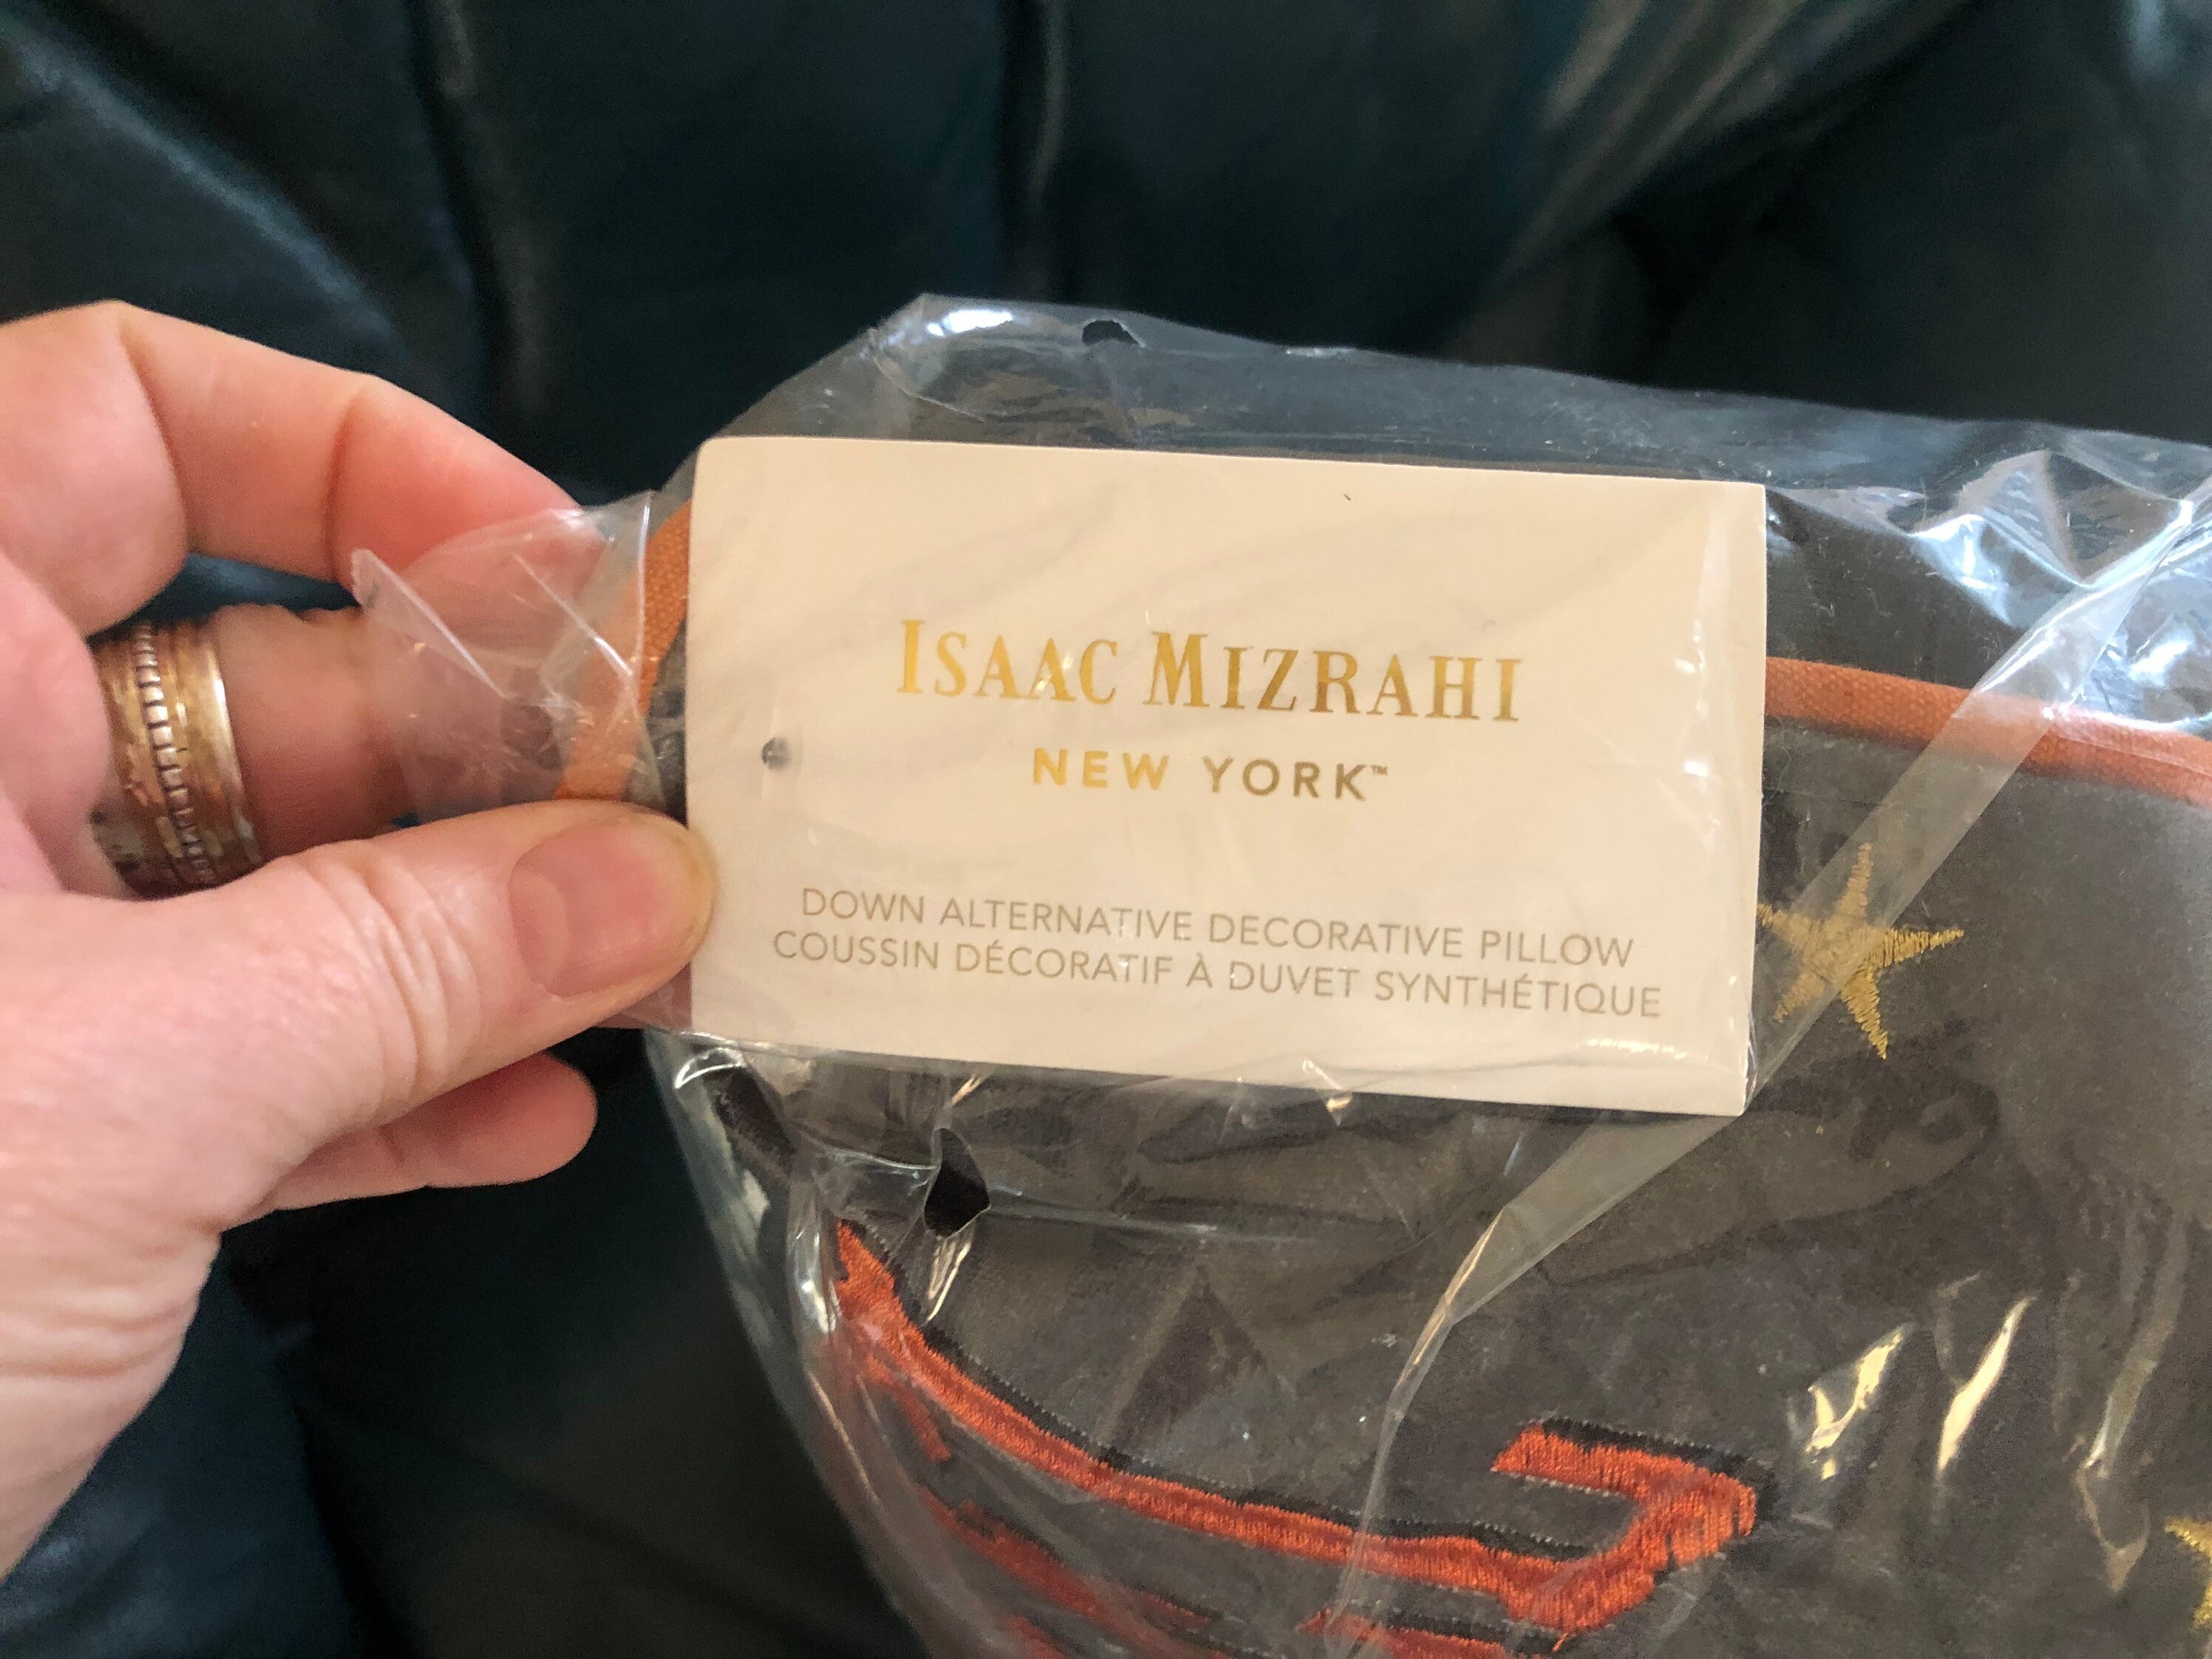 ISAAC MIZRAHI
NEW YORK™
DOWN ALTERNATIVE DECORATIVE PILLOW
COUSSIN DÉCORATIF À DUVET SYNTHÉTIQUE